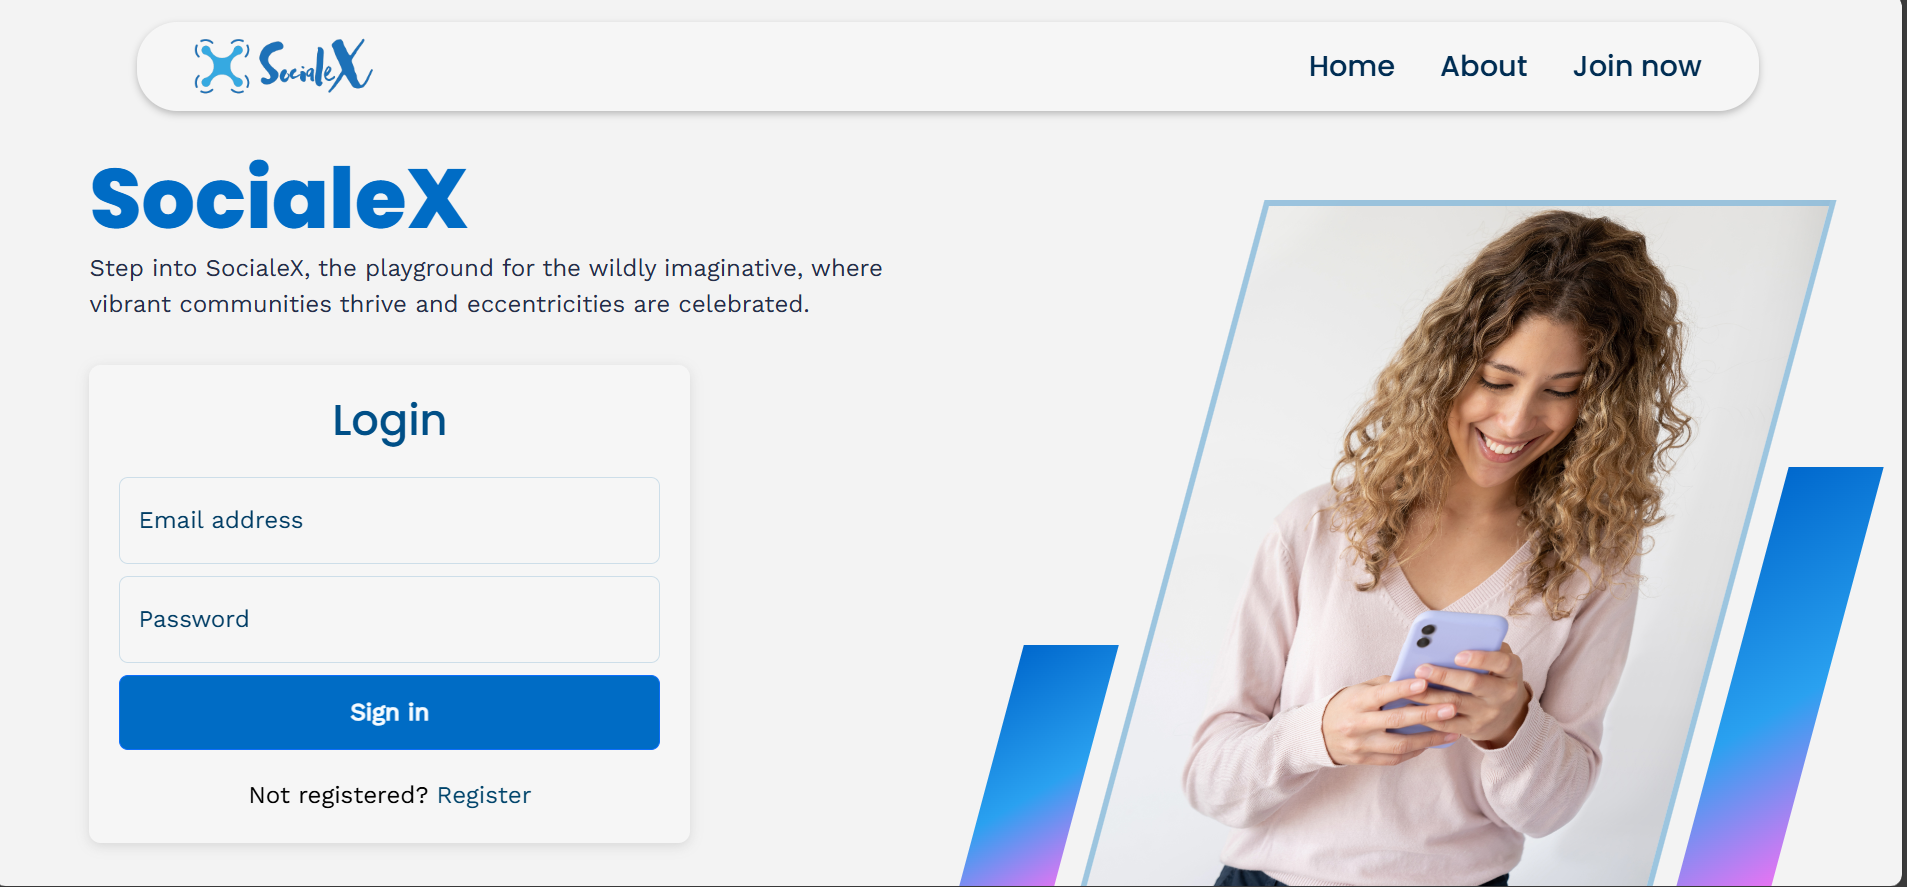 SocialeX
Home
About
Join now
SocialeX
Step into SocialeX, the playground for the wildly imaginative, where
vibrant communities thrive and eccentricities are celebrated.
Login
Email address
Password
Sign in
Not registered? Register